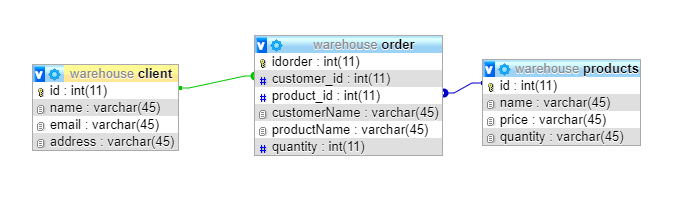 warehouse client
id : int(11)
name : varchar(45)
email : varchar(45)
address : varchar(45)
warehouse order
idorder : int(11)
customer_id : int(11)
product_id : int(11)
customerName : varchar(45)
productName : varchar(45)
quantity : int(11)
warehouse products
id : int(11)
name : varchar(45)
price : varchar(45)
quantity : varchar(45)